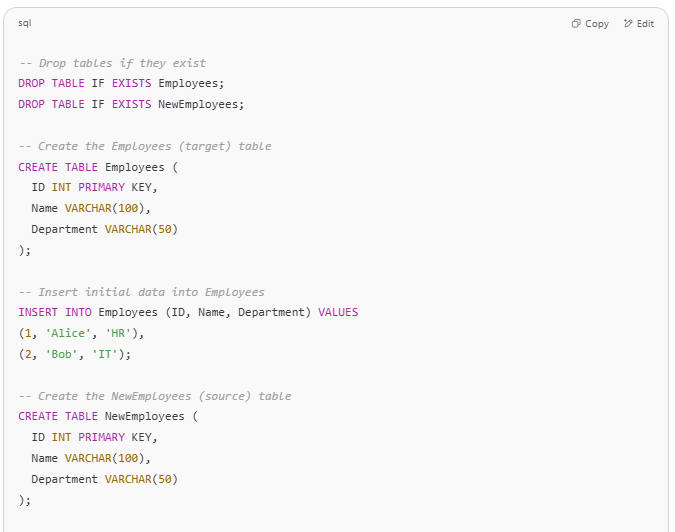 sql
Copy
Edit
-- Drop tables if they exist
DROP TABLE IF EXISTS Employees;
DROP TABLE IF EXISTS NewEmployees;
-- Create the Employees (target) table
CREATE TABLE Employees (
ID INT PRIMARY KEY,
Name VARCHAR(100),
Department VARCHAR(50)
);
-- Insert initial data into Employees
INSERT INTO Employees (ID, Name, Department) VALUES
(1, 'Alice', 'HR'),
(2, 'Bob', 'IT');
-- Create the NewEmployees (source) table
CREATE TABLE NewEmployees (
ID INT PRIMARY KEY,
Name VARCHAR(100),
Department VARCHAR(50)
);